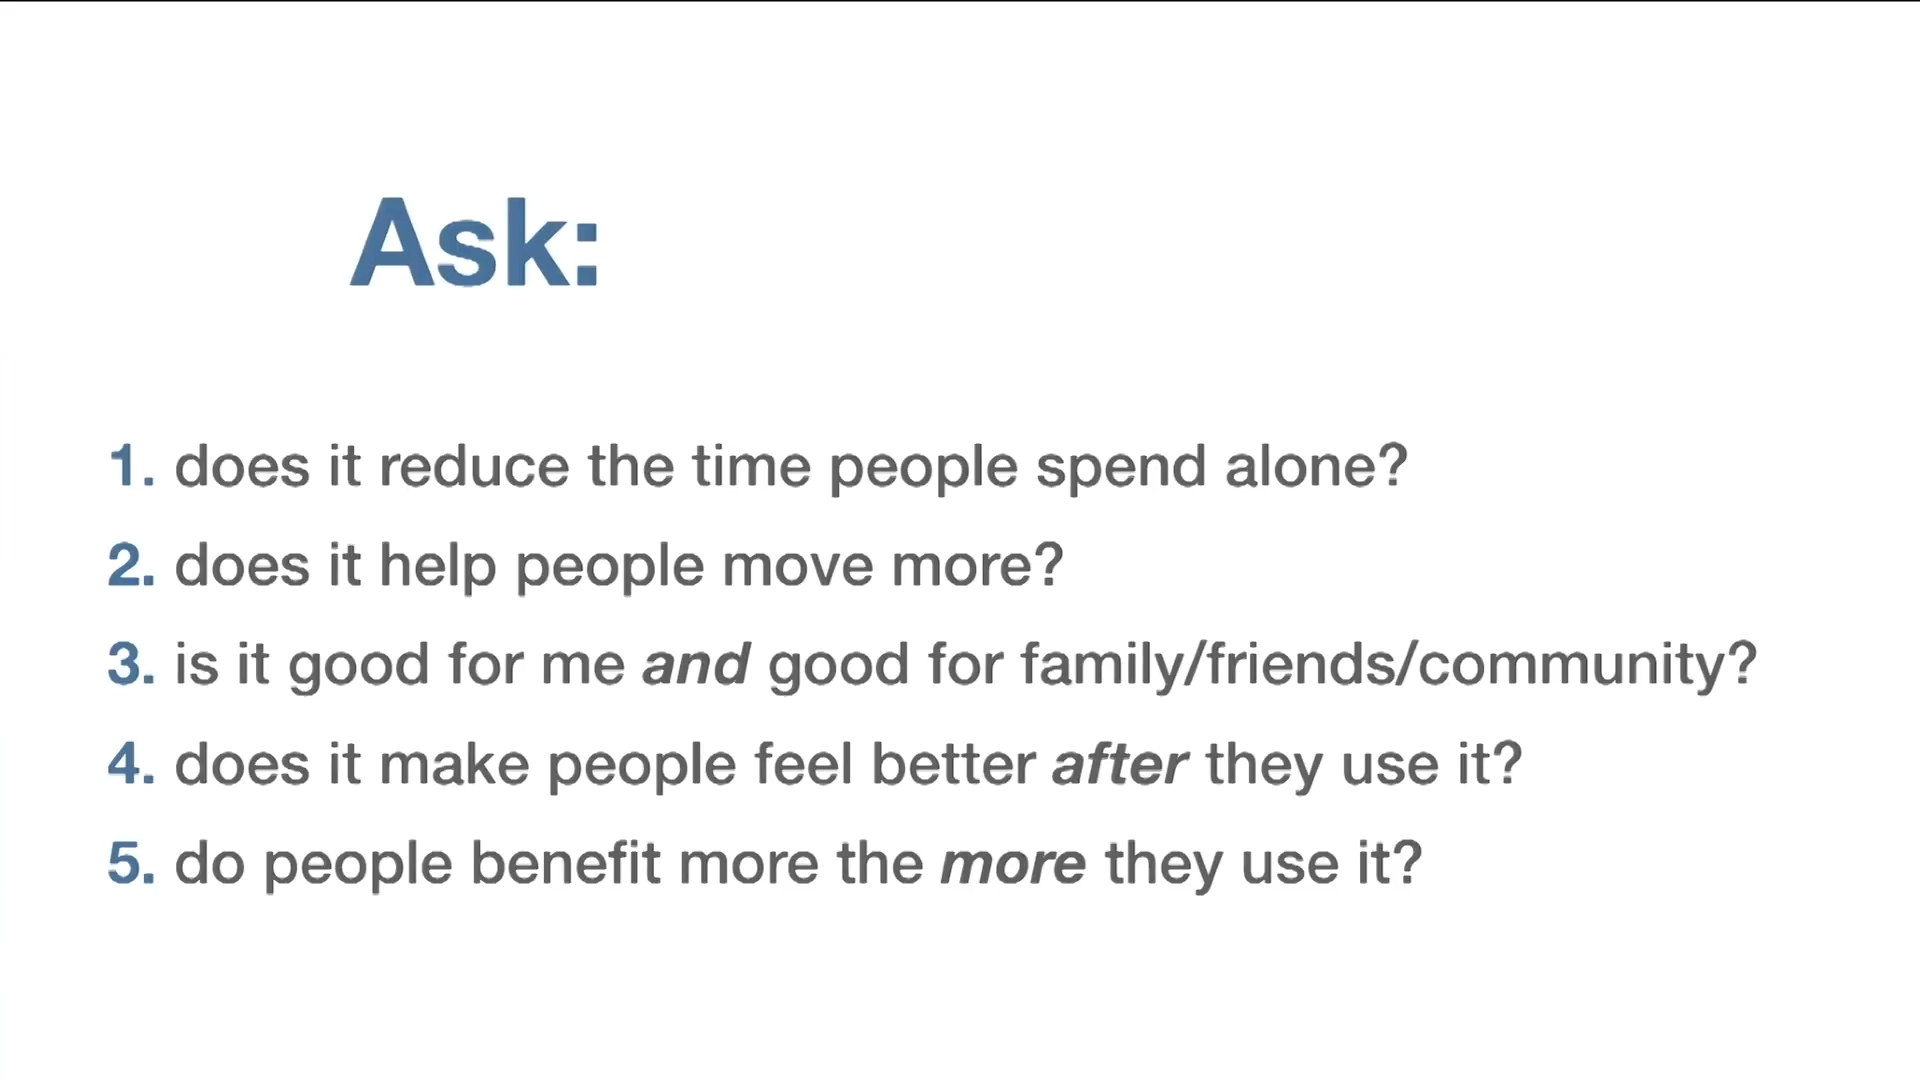 Ask:
1. does it reduce the time people spend alone?
2. does it help people move more?
3. is it good for me and good for family/friends/community?
4. does it make people feel better after they use it?
5. do people benefit more the more they use it?